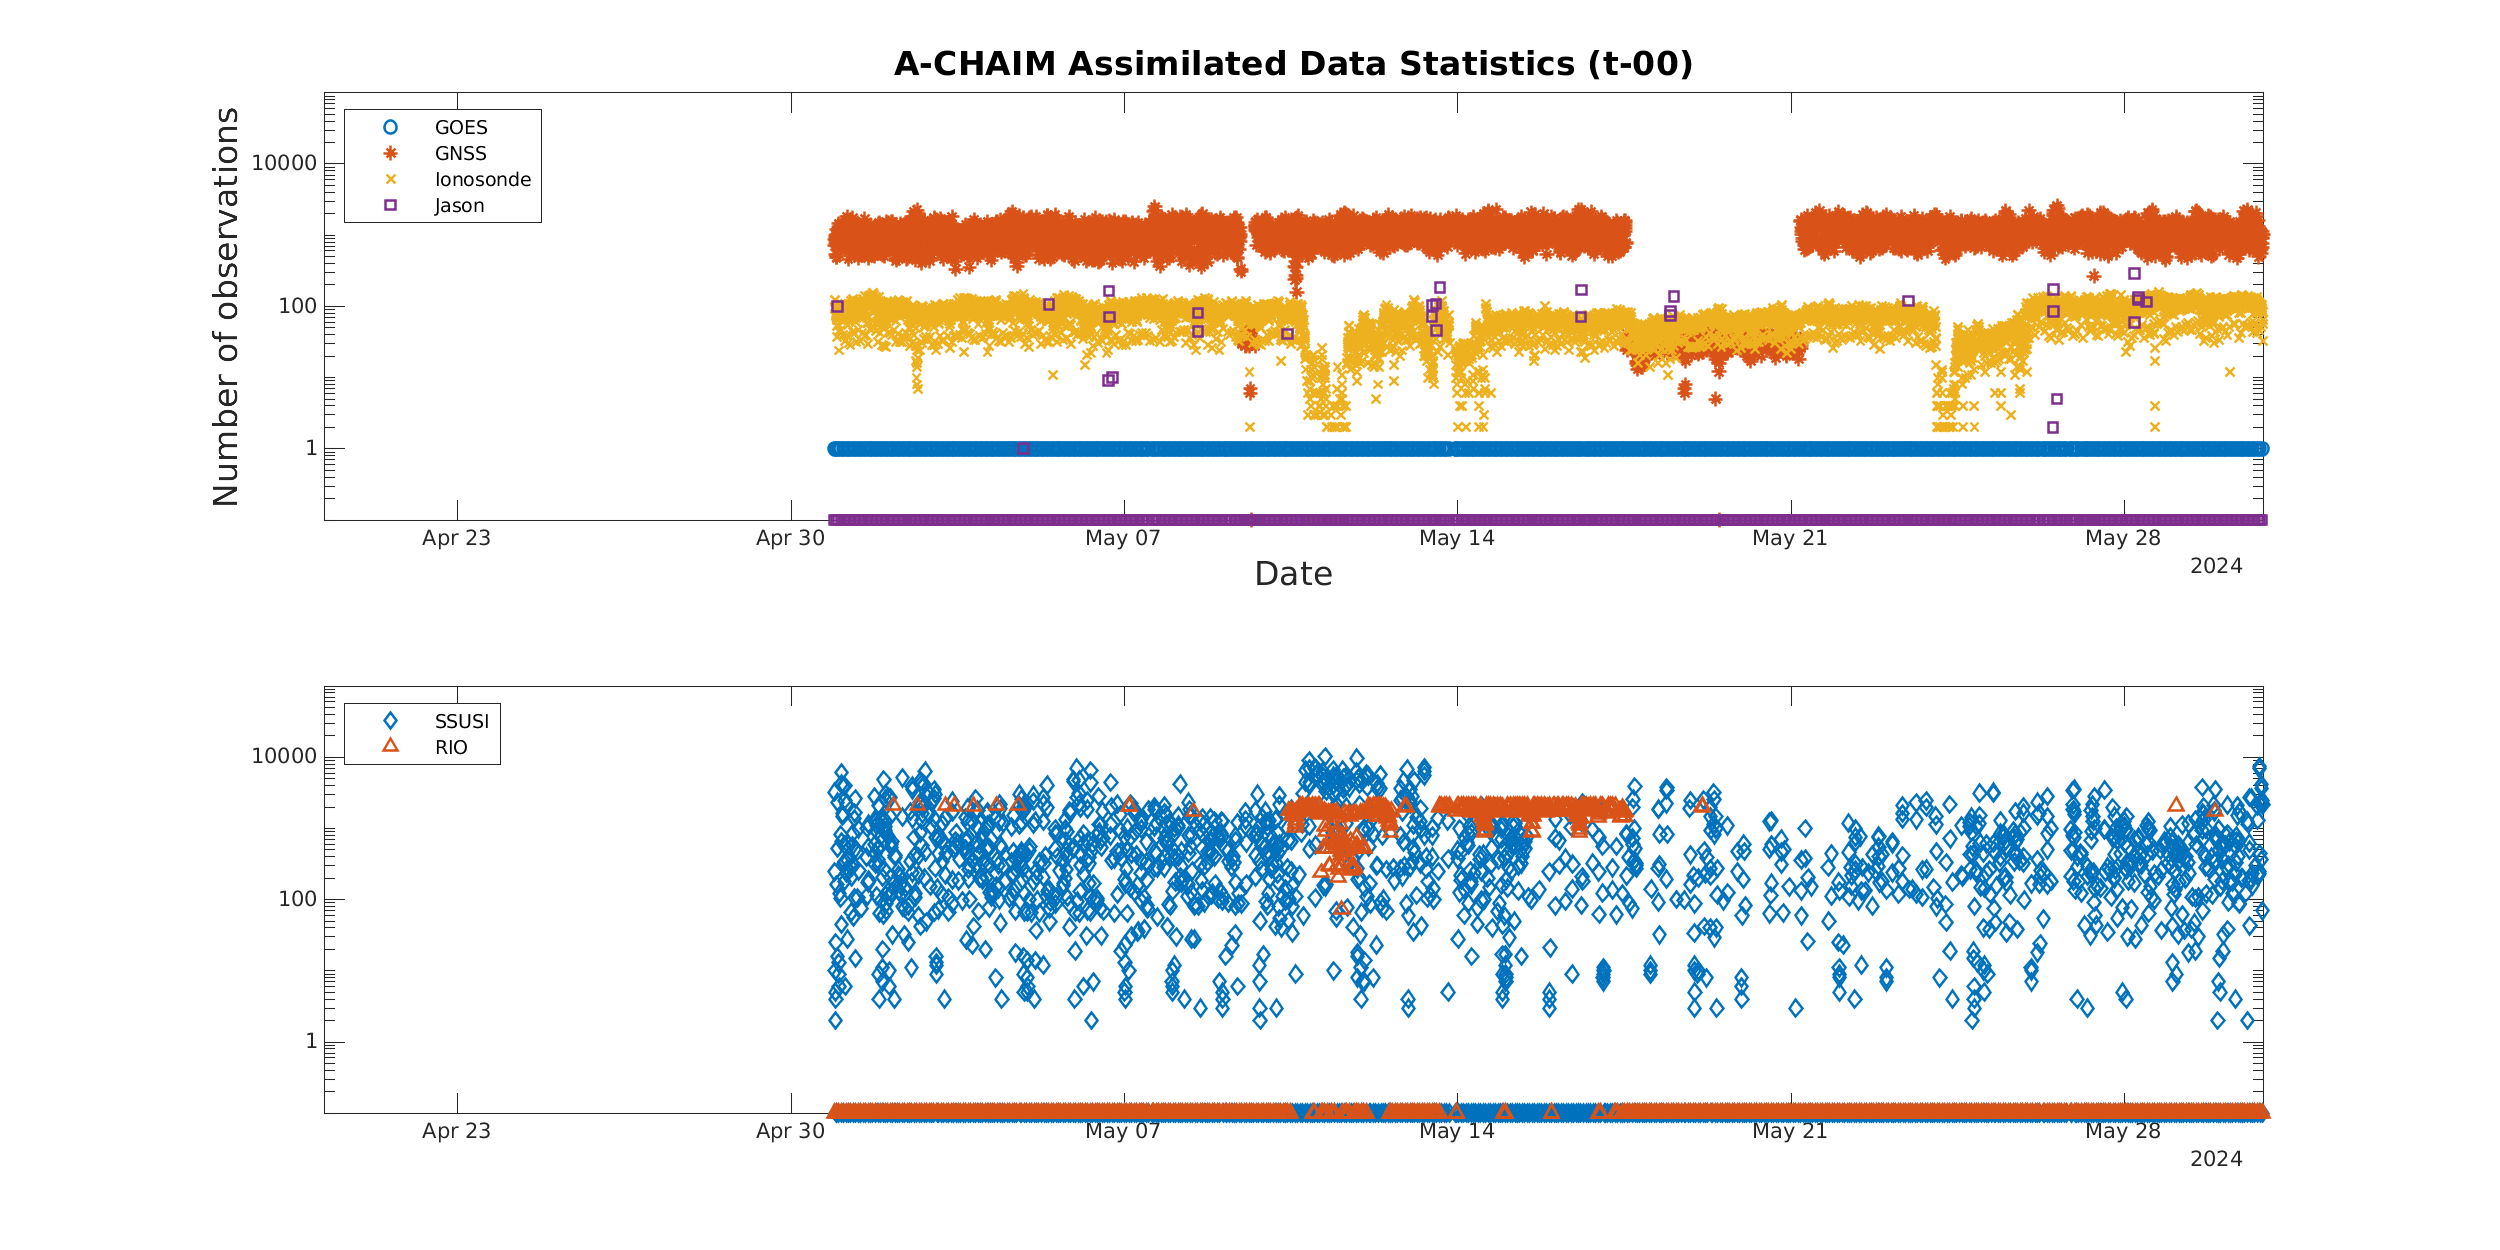 A-CHAIM Assimilated Data Statistics (t-00)
Number of observations
GOES
GNSS
Ionosonde
Jason
10000
100
1
Apr 23
Apr 30
May 07
May 14
May 21
May 28
2024
Date
SSUSI
RIO
10000
100
1
Apr 23
Apr 30
May 07
May 14
May 21
May 28
2024